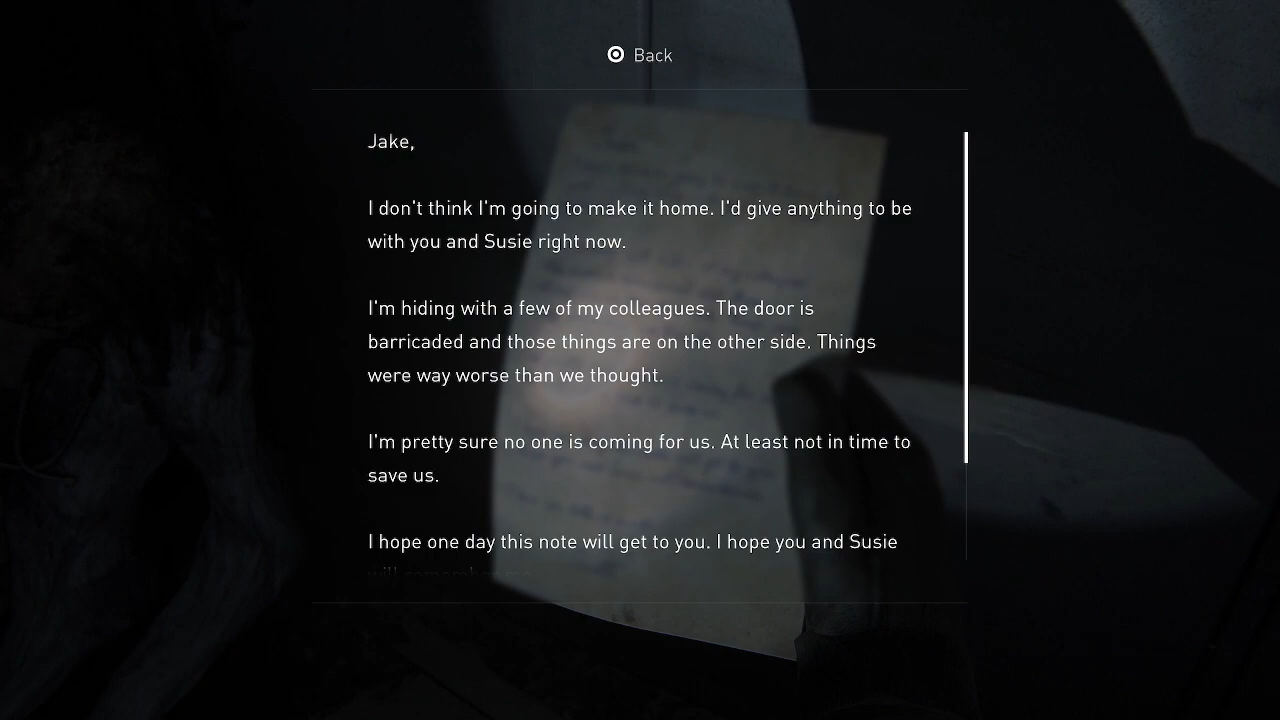 Back
Jake,
I don't think I'm going to make it home. I'd give anything to be
with you and Susie right now.
I'm hiding with a few of my colleagues. The door is
barricaded and those things are on the other side. Things
were way worse than we thought.
I'm pretty sure no one is coming for us. At least not in time to
save us.
I hope one day this note will get to you. I hope you and Susie
will remember me